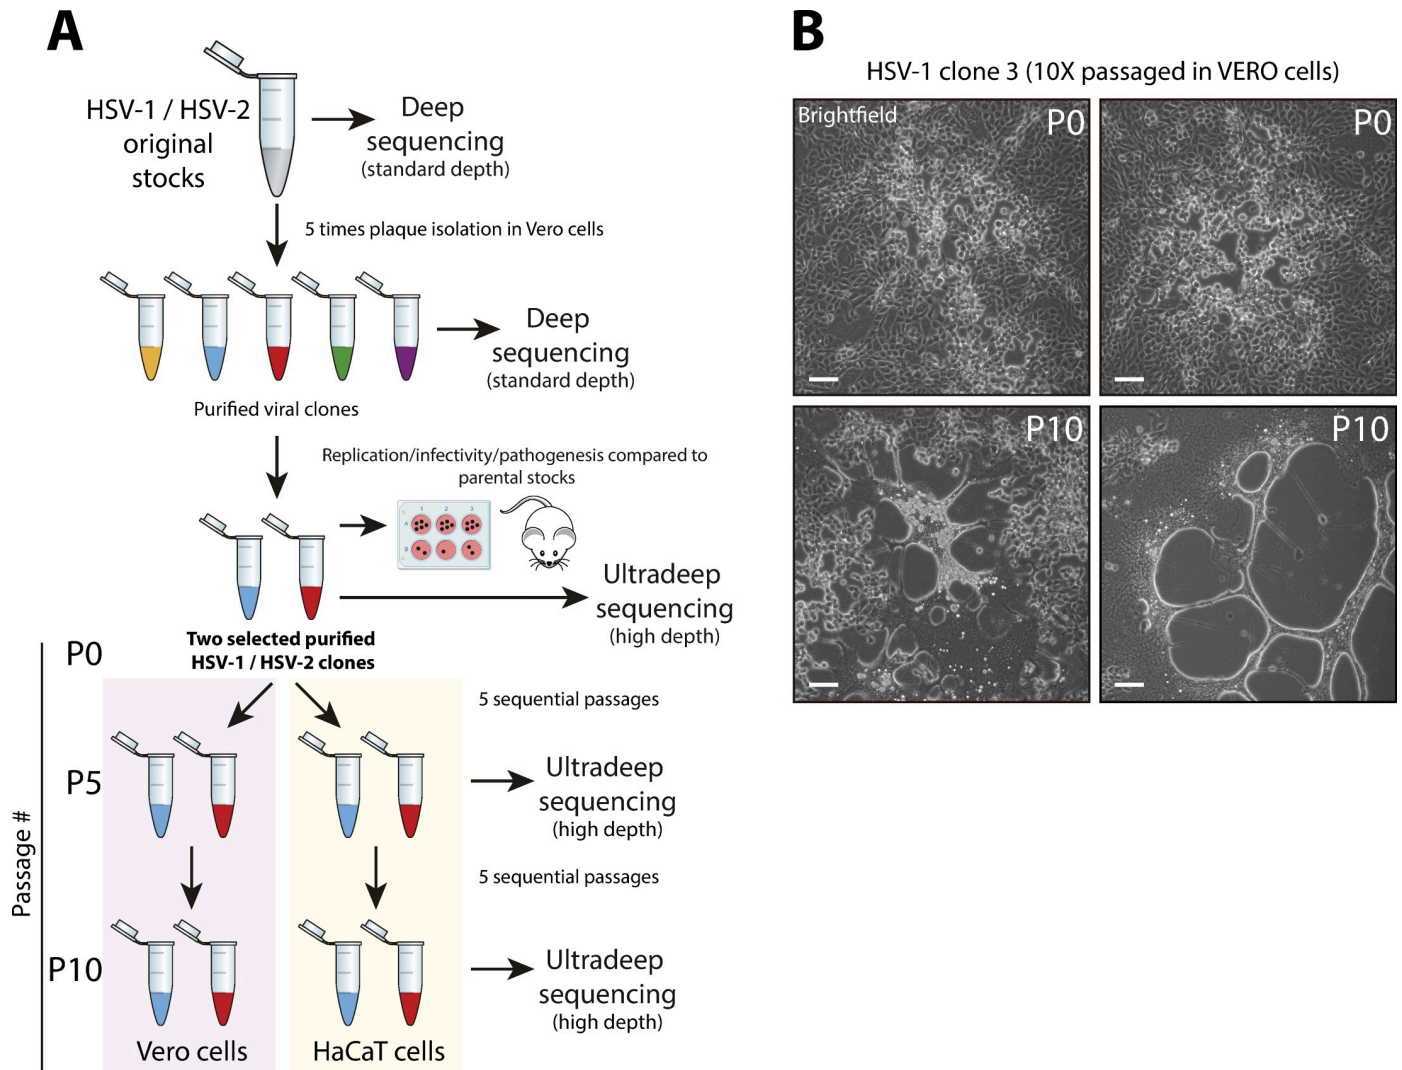 A
HSV-1 / HSV-2
original
stocks
Deep
sequencing
(standard depth)
5 times plaque isolation in Vero cells
Deep
sequencing
(standard depth)
Purified viral clones
Replication/infectivity/pathogenesis compared to
parental stocks
1 2 3
A
B
Ultradeep
sequencing
(high depth)
Two selected purified
HSV-1 / HSV-2 clones
Passage #
P0
5 sequential passages
P5
Ultradeep
sequencing
(high depth)
5 sequential passages
P10
Ultradeep
sequencing
(high depth)
Vero cells
HaCaT cells
B
HSV-1 clone 3 (10X passaged in VERO cells)
Brightfield
P0
P0
P10
P10